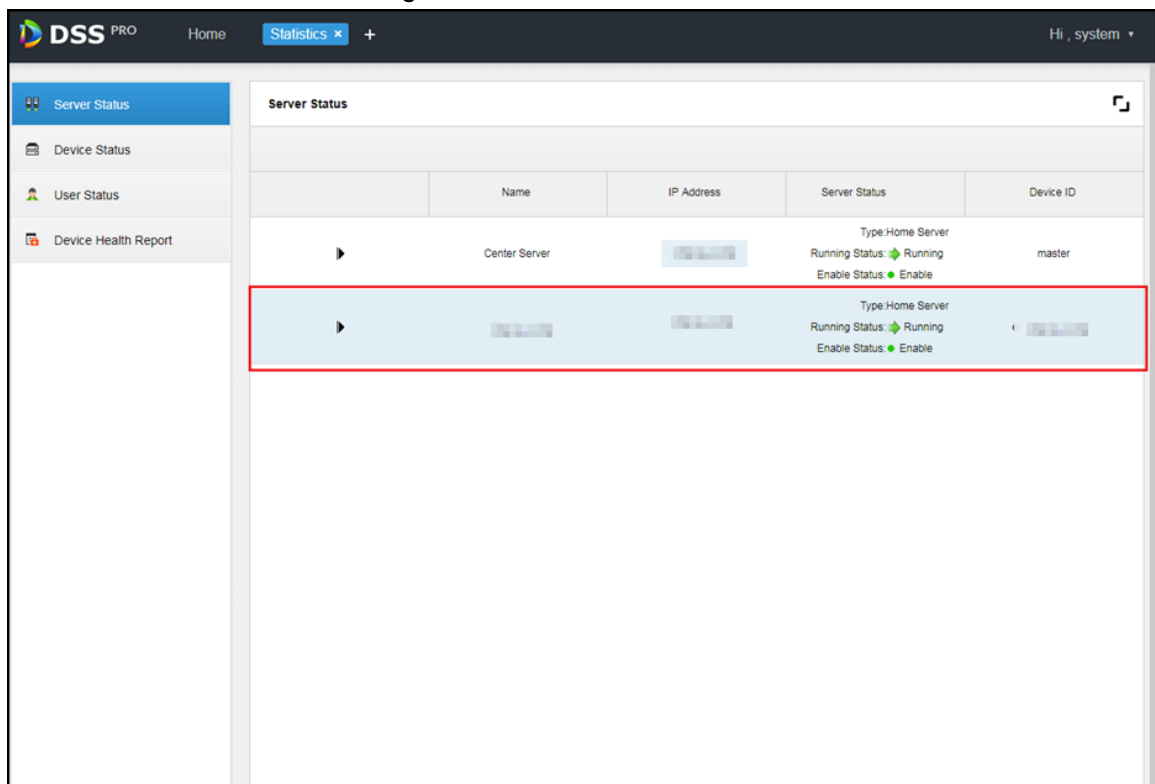 DSS PRO Home Statistics × + Hi , system
Server Status
Device Status
User Status
Device Health Report
Server Status
Name IP Address Server Status Device ID
Center Server
Type:Home Server
Running Status: Running
Enable Status: Enable
master
Type:Home Server
Running Status: Running
Enable Status: Enable